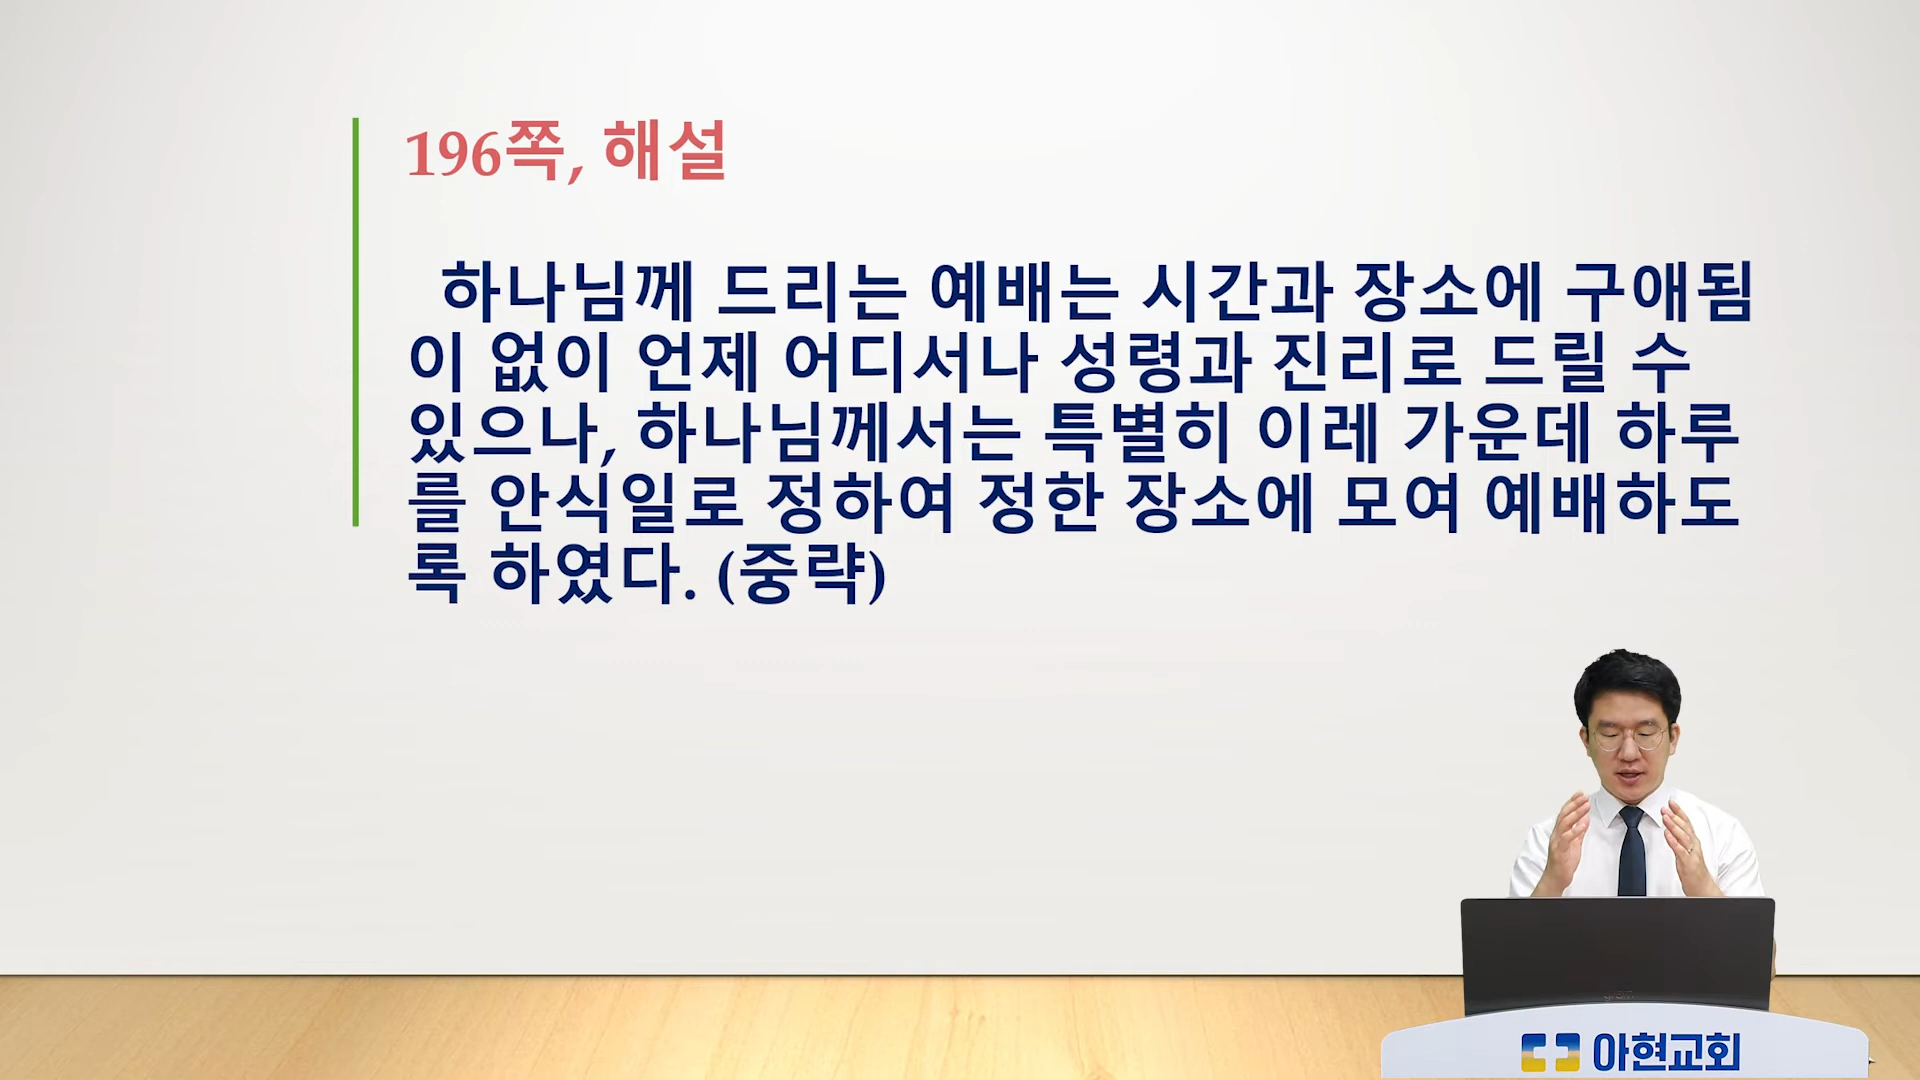 196쪽, 해설
하나님께 드리는 예배는 시간과 장소에 구애됨
이 없이 언제 어디서나 성령과 진리로 드릴 수
있으나, 하나님께서는 특별히 이레 가운데 하루
를 안식일로 정하여 정한 장소에 모여 예배하도
록 하였다. (중략)
아현교회